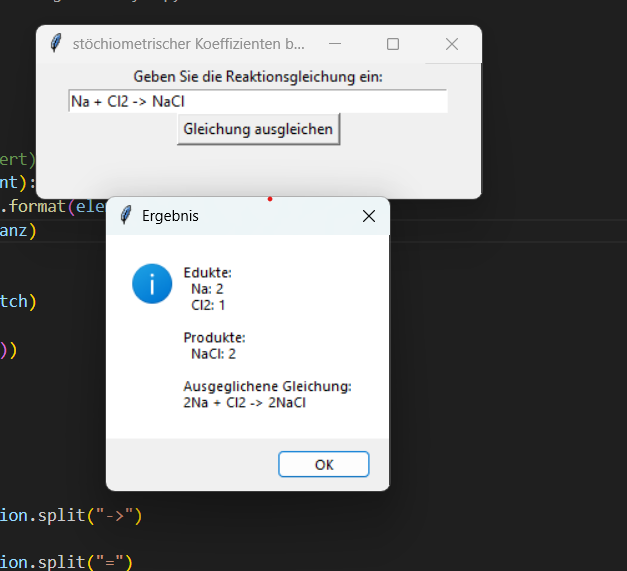 stöchiometrischer Koeffizienten b...
Geben Sie die Reaktionsgleichung ein:
Na + Cl2 -> NaCl
Gleichung ausgleichen
ert)
nt):
.format(ele
anz)
Ergebnis
Edukte:
Na: 2
Cl2: 1
tch)
Produkte:
))
NaCl: 2
Ausgeglichene Gleichung:
2Na + Cl2 -> 2NaCl
OK
ion.split("->")
ion.split("=")